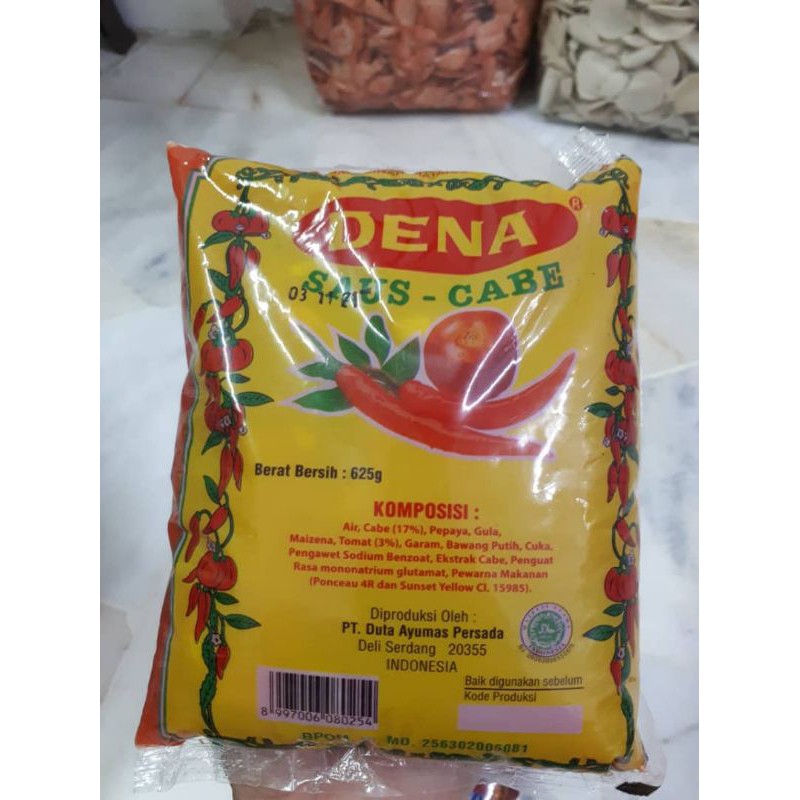 DENA ®
SAUS - CABE
03 11 2
Berat Bersih : 625g
KOMPOSISI :
Air, Cabe (17%), Pepaya, Gula,
Maizena, Tomat (3%), Garam, Bawang Putih, Cuka,
Pengawet Sodium Benzoat, Ekstrak Cabe, Penguat
Rasa mononatrium glutamat, Pewarna Makanan
(Ponceau 4R dan Sunset Yellow Cl. 15985).
Diproduksi Oleh :
PT. Duta Ayumas Persada
Deli Serdang 20355
INDONESIA
Baik digunakan sebelum
Kode Produksi
8 997006 080254
MD. 256302006081